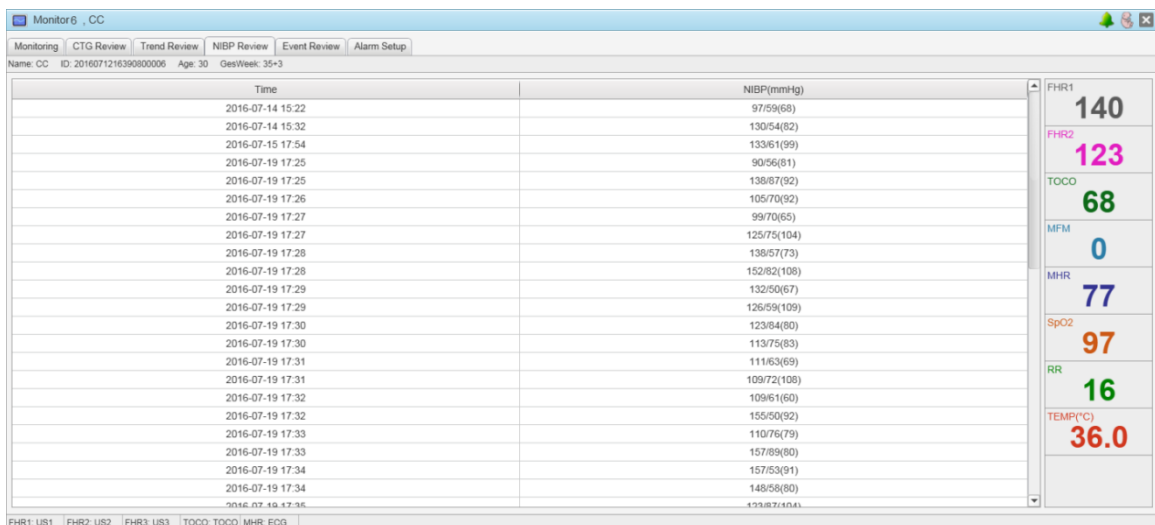 Monitor6 , CC
Monitoring CTG Review Trend Review NIBP Review Event Review Alarm Setup
Name: CC ID: 2016071216390800006 Age: 30 GesWeek: 35+3
Time NIBP(mmHg)
2016-07-14 15:22 97/59(68)
2016-07-14 15:32 130/54(82)
2016-07-15 17:54 133/61(99)
2016-07-19 17:25 90/56(81)
2016-07-19 17:25 138/87(92)
2016-07-19 17:26 105/70(92)
2016-07-19 17:27 99/70(65)
2016-07-19 17:27 125/75(104)
2016-07-19 17:28 138/57(73)
2016-07-19 17:28 152/82(108)
2016-07-19 17:29 132/50(67)
2016-07-19 17:29 126/59(109)
2016-07-19 17:30 123/84(80)
2016-07-19 17:30 113/75(83)
2016-07-19 17:31 111/63(69)
2016-07-19 17:31 109/72(108)
2016-07-19 17:32 109/61(60)
2016-07-19 17:32 155/50(92)
2016-07-19 17:33 110/76(79)
2016-07-19 17:33 157/89(80)
2016-07-19 17:34 157/53(91)
2016-07-19 17:34 148/58(80)
2016-07-19 17:35 123/87(104)
FHR1
140
FHR2
123
TOCO
68
MFM
0
MHR
77
SpO2
97
RR
16
TEMP(°C)
36.0
FHR1: US1 FHR2: US2 FHR3: US3 TOCO: TOCO MHR: ECG